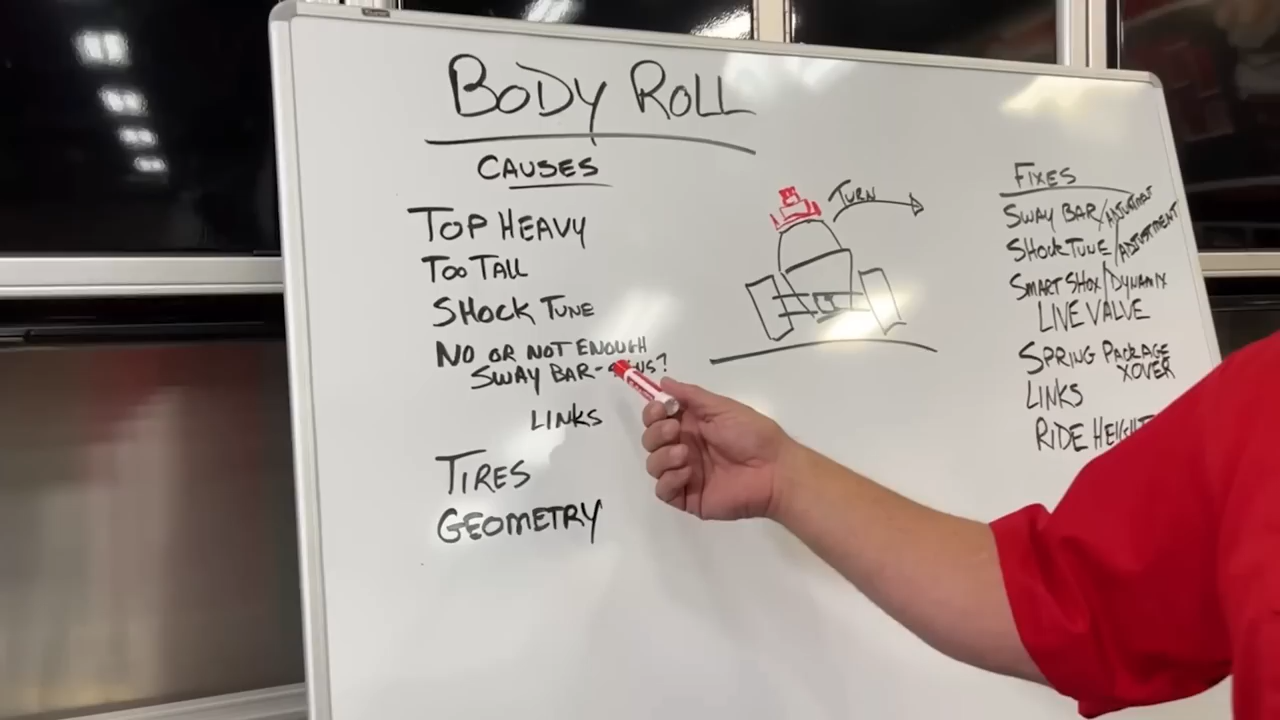 BODY ROLL
CAUSES
TOP HEAVY
TOO TALL
SHOCK TUNE
NO OR NOT ENOUGH
SWAY BAR-
LINKS
TIRES
GEOMETRY
TURN
FIXES
SWAY BAR/ADJUSTMENT
SHOCK TUNE/ADJUSTMENT
SMART SHOX/DYNAMIX
LIVE VALVE
SPRING PACKAGE
XOVER
LINKS
RIDE HEIGHT